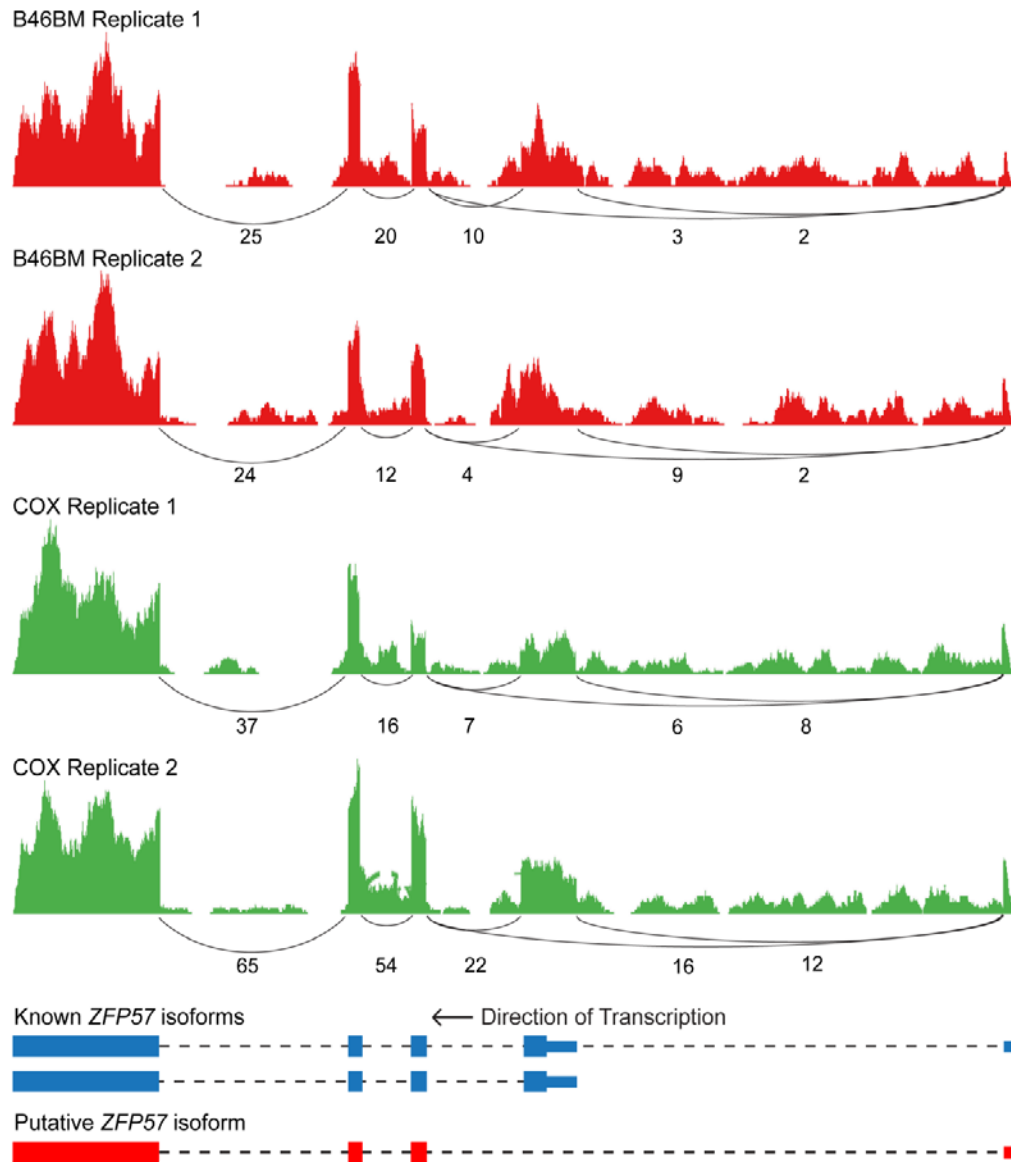 B46BM Replicate 1
25 20 10 3 2
B46BM Replicate 2
24 12 4 9 2
COX Replicate 1
37 16 7 6 8
COX Replicate 2
65 54 22 16 12
Known ZFP57 isoforms
← Direction of Transcription
Putative ZFP57 isoform